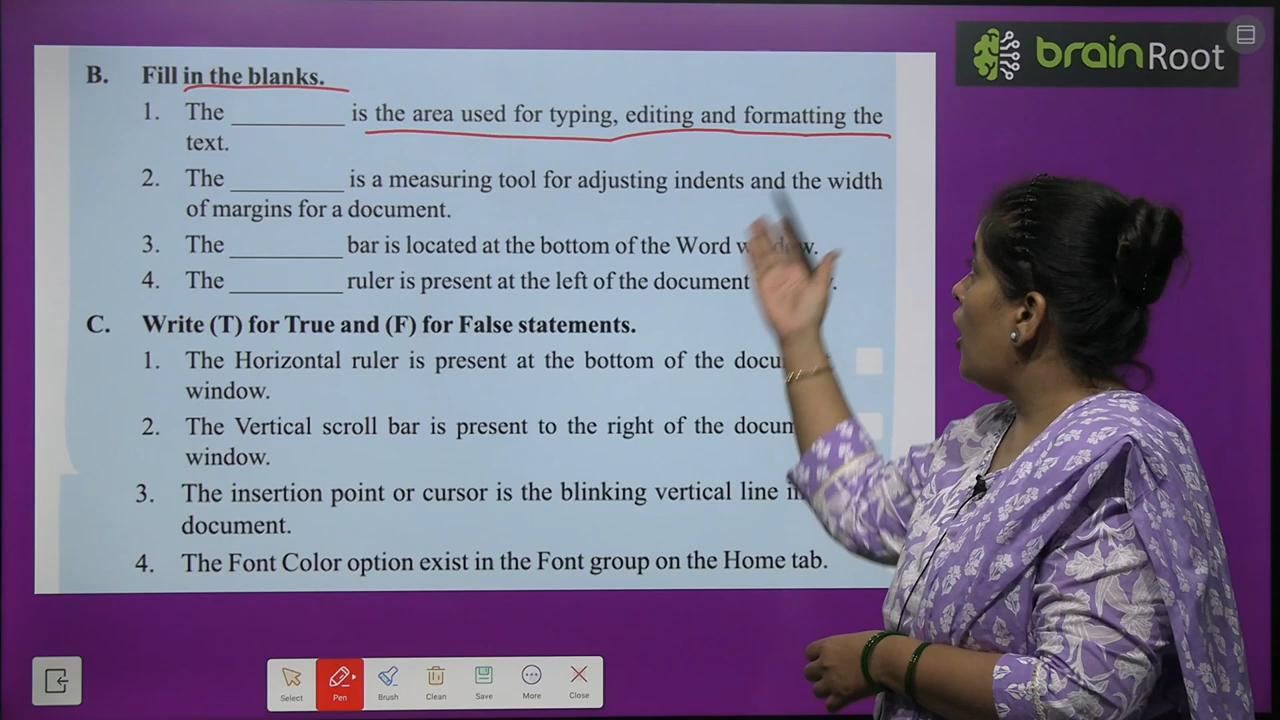 brainRoot
B. Fill in the blanks.
1. The __________ is the area used for typing, editing and formatting the
text.
2. The __________ is a measuring tool for adjusting indents and the width
of margins for a document.
3. The __________ bar is located at the bottom of the Word
4. The __________ ruler is present at the left of the document
C. Write (T) for True and (F) for False statements.
1. The Horizontal ruler is present at the bottom of the
window.
2. The Vertical scroll bar is present to the right of the
window.
3. The insertion point or cursor is the blinking vertical line
document.
4. The Font Color option exist in the Font group on the Home tab.
Select Pen Brush Clean Save More Close